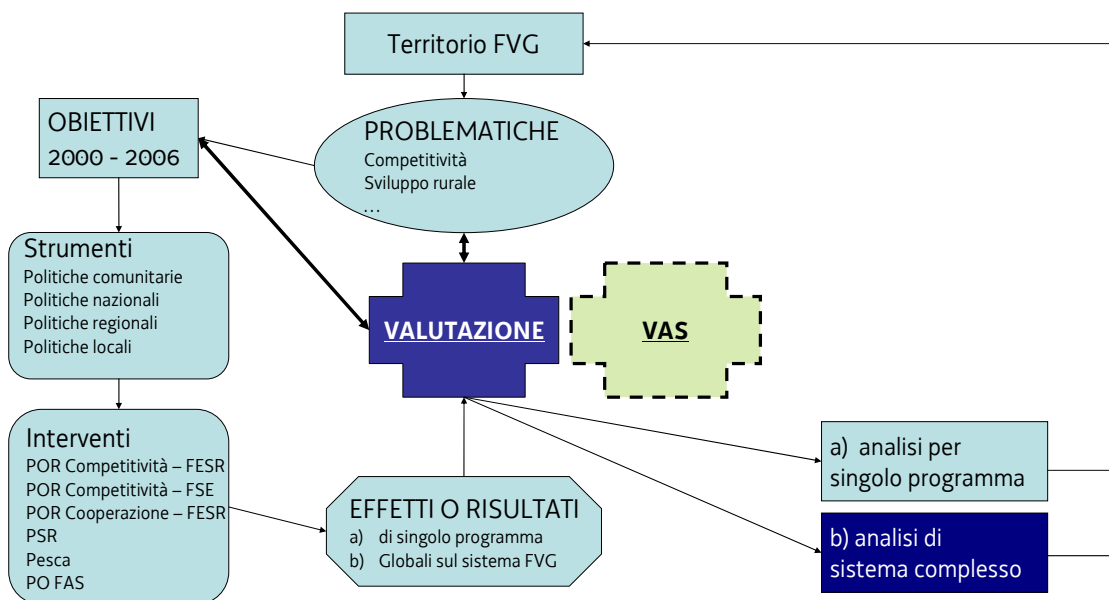 Territorio FVG
OBIETTIVI
2000 - 2006
PROBLEMATICHE
Competitività
Sviluppo rurale
...
Strumenti
Politiche comunitarie
Politiche nazionali
Politiche regionali
Politiche locali
VALUTAZIONE
VAS
Interventi
POR Competitività – FESR
POR Competitività – FSE
POR Cooperazione – FESR
PSR
Pesca
PO FAS
EFFETTI O RISULTATI
a) di singolo programma
b) Globali sul sistema FVG
a) analisi per
singolo programma
b) analisi di
sistema complesso